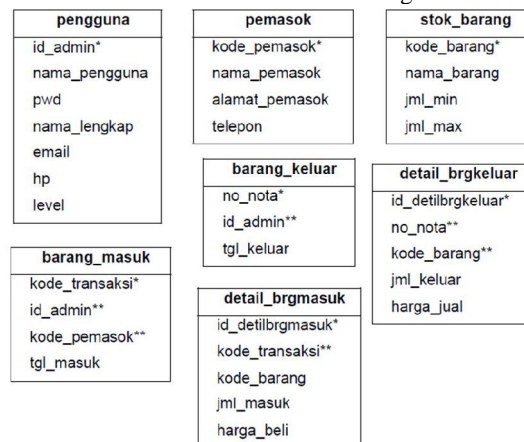 pengguna
id_admin*
nama_pengguna
pwd
nama_lengkap
email
hp
level
pemasok
kode_pemasok*
nama_pemasok
alamat_pemasok
telepon
stok_barang
kode_barang*
nama_barang
jml_min
jml_max
barang_keluar
no_nota*
id_admin**
tgl_keluar
detail_brgkeluar
id_detilbrgkeluar*
no_nota**
kode_barang**
jml_keluar
harga_jual
barang_masuk
kode_transaksi*
id_admin**
kode_pemasok**
tgl_masuk
detail_brgmasuk
id_detilbrgmasuk*
kode_transaksi**
kode_barang
jml_masuk
harga_beli